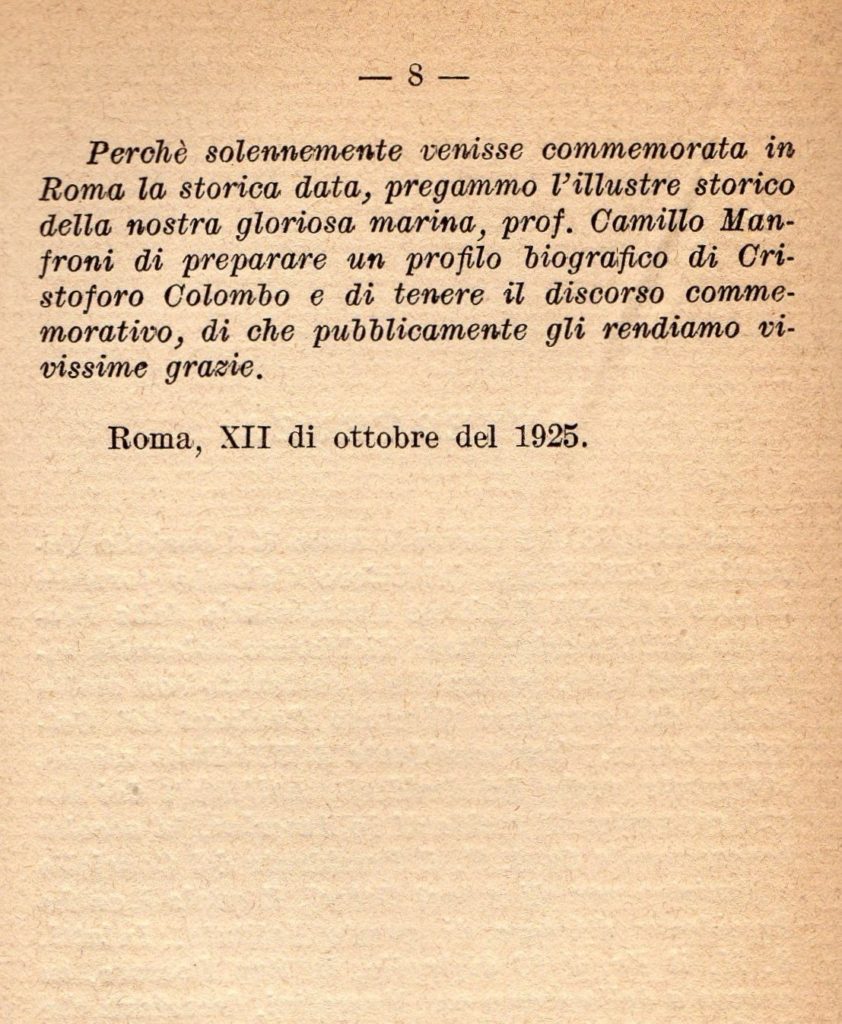 — 8 —
Perchè solennemente venisse commemorata in
Roma la storica data, pregammo l'illustre storico
della nostra gloriosa marina, prof. Camillo Man-
froni di preparare un profilo biografico di Cri-
stoforo Colombo e di tenere il discorso comme-
morativo, di che pubblicamente gli rendiamo vi-
vissime grazie.
Roma, XII di ottobre del 1925.